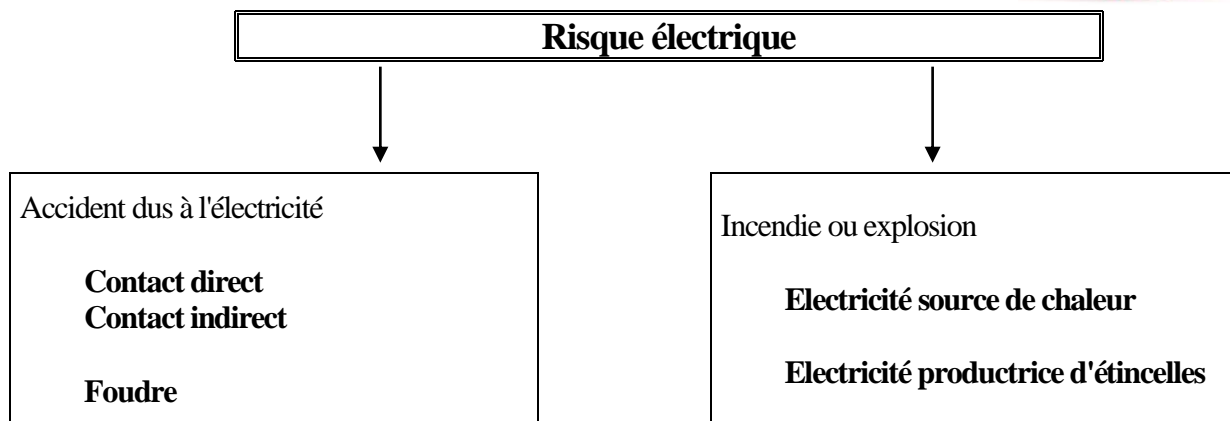 Risque électrique
Accident dus à l'électricité
Contact direct
Contact indirect
Foudre
Incendie ou explosion
Electricité source de chaleur
Electricité productrice d'étincelles